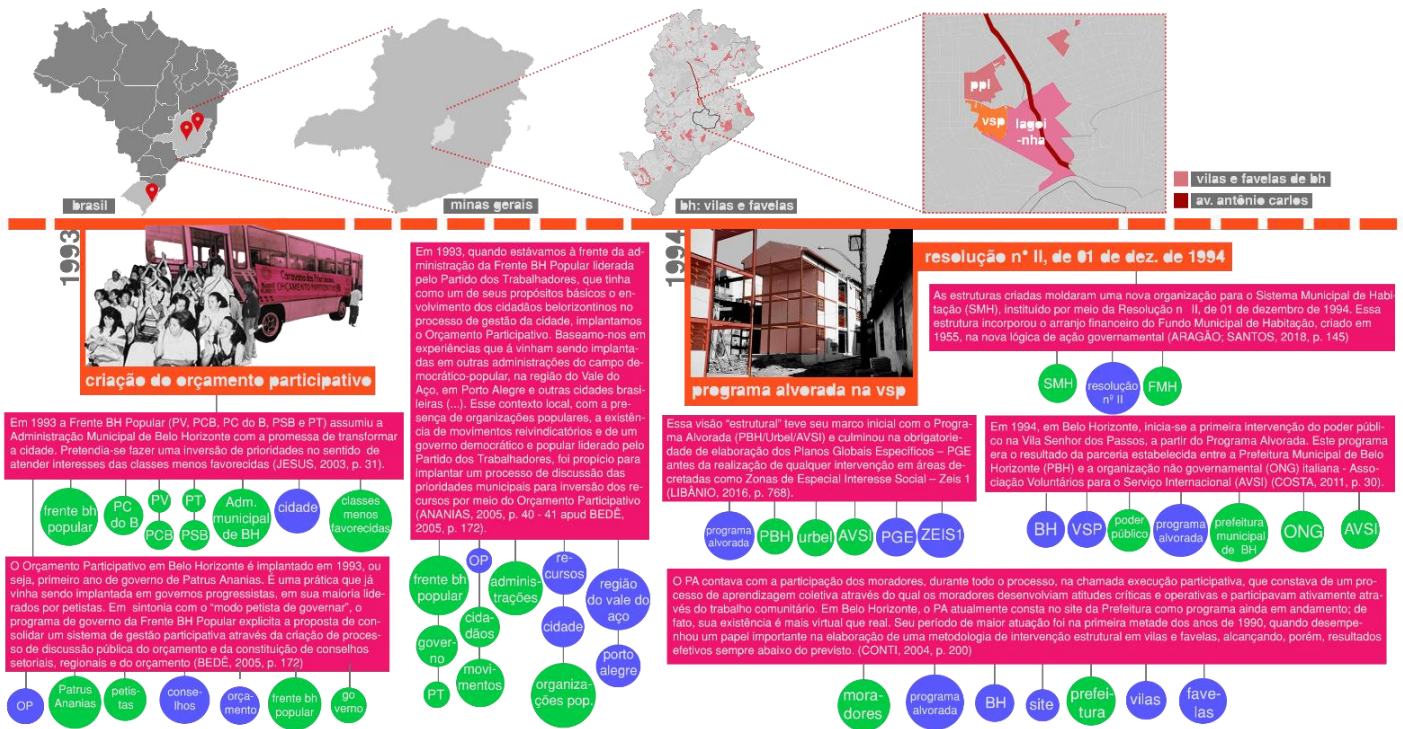 brasil
minas gerais
bh: vilas e favelas
ppl
vsp
lagoi
-nha
vilas e favelas de bh
av. antônio carlos
1993
Caravana das Prioridades
ORÇAMENTO PARTICIPATIVO
criação do orçamento participativo
Em 1993 a Frente BH Popular (PV, PCB, PC do B, PSB e PT) assumiu a
Administração Municipal de Belo Horizonte com a promessa de transformar
a cidade. Pretendia-se fazer uma inversão de prioridades no sentido de
atender interesses das classes menos favorecidas (JESUS, 2003, p. 31).
frente bh
popular
PC
do B
PV
PCB
PT
PSB
Adm.
municipal
de BH
cidade
classes
menos
favorecidas
O Orçamento Participativo em Belo Horizonte é implantado em 1993, ou
seja, primeiro ano de governo de Patrus Ananias. É uma prática que já
vinha sendo implantada em governos progressistas, em sua maioria lide-
rados por petistas. Em sintonia com o “modo petista de governar”, o
programa de governo da Frente BH Popular explicita a proposta de con-
solidar um sistema de gestão participativa através da criação de proces-
so de discussão pública do orçamento e da constituição de conselhos
setoriais, regionais e do orçamento (BEDÊ, 2005, p. 172)
OP
Patrus
Ananias
petis-
tas
conse-
lhos
orça-
mento
frente bh
popular
go
verno
Em 1993, quando estávamos à frente da ad-
ministração da Frente BH Popular liderada
pelo Partido dos Trabalhadores, que tinha
como um de seus propósitos básicos o en-
volvimento dos cidadãos belorizontinos no
processo de gestão da cidade, implantamos
o Orçamento Participativo. Baseamo-nos em
experiências que á vinham sendo implanta-
das em outras administrações do campo de-
mocrático-popular, na região do Vale do
Aço, em Porto Alegre e outras cidades brasi-
leiras (...). Esse contexto local, com a pre-
sença de organizações populares, a existên-
cia de movimentos reivindicatórios e de um
governo democrático e popular liderado pelo
Partido dos Trabalhadores, foi propício para
implantar um processo de discussão das
prioridades municipais para inversão dos re-
cursos por meio do Orçamento Participativo
(ANANIAS, 2005, p. 40 - 41 apud BEDÊ,
2005, p. 172).
frente bh
popular
gover-
no
PT
OP
cida-
dãos
movi-
mentos
adminis-
trações
re-
cursos
cidade
organiza-
ções pop.
região
do vale do
aço
porto
alegre
1994
programa alvorada na vsp
Essa visão “estrutural” teve seu marco inicial com o Progra-
ma Alvorada (PBH/Urbel/AVSI) e culminou na obrigatorie-
dade de elaboração dos Planos Globais Específicos – PGE
antes da realização de qualquer intervenção em áreas de-
cretadas como Zonas de Especial Interesse Social – Zeis 1
(LIBÂNIO, 2016, p. 768).
programa
alvorada
PBH
urbel
AVSI
PGE
ZEIS1
resolução n° II, de 01 de dez. de 1994
As estruturas criadas moldaram uma nova organização para o Sistema Municipal de Habi-
tação (SMH), instituído por meio da Resolução n II, de 01 de dezembro de 1994. Essa
estrutura incorporou o arranjo financeiro do Fundo Municipal de Habitação, criado em
1955, na nova lógica de ação governamental (ARAGÃO; SANTOS, 2018, p. 145)
SMH
resolução
nº II
FMH
Em 1994, em Belo Horizonte, inicia-se a primeira intervenção do poder públi-
co na Vila Senhor dos Passos, a partir do Programa Alvorada. Este programa
era o resultado da parceria estabelecida entre a Prefeitura Municipal de Belo
Horizonte (PBH) e a organização não governamental (ONG) italiana - Asso-
ciação Voluntários para o Serviço Internacional (AVSI) (COSTA, 2011, p. 30).
BH
VSP
poder
público
programa
alvorada
prefeitura
municipal
de BH
ONG
AVSI
O PA contava com a participação dos moradores, durante todo o processo, na chamada execução participativa, que constava de um pro-
cesso de aprendizagem coletiva através do qual os moradores desenvolviam atitudes críticas e operativas e participavam ativamente atra-
vés do trabalho comunitário. Em Belo Horizonte, o PA atualmente consta no site da Prefeitura como programa ainda em andamento; de
fato, sua existência é mais virtual que real. Seu período de maior atuação foi na primeira metade dos anos de 1990, quando desempe-
nhou um papel importante na elaboração de uma metodologia de intervenção estrutural em vilas e favelas, alcançando, porém, resultados
efetivos sempre abaixo do previsto. (CONTI, 2004, p. 200)
mora-
dores
programa
alvorada
BH
site
prefei-
tura
vilas
fave-
las